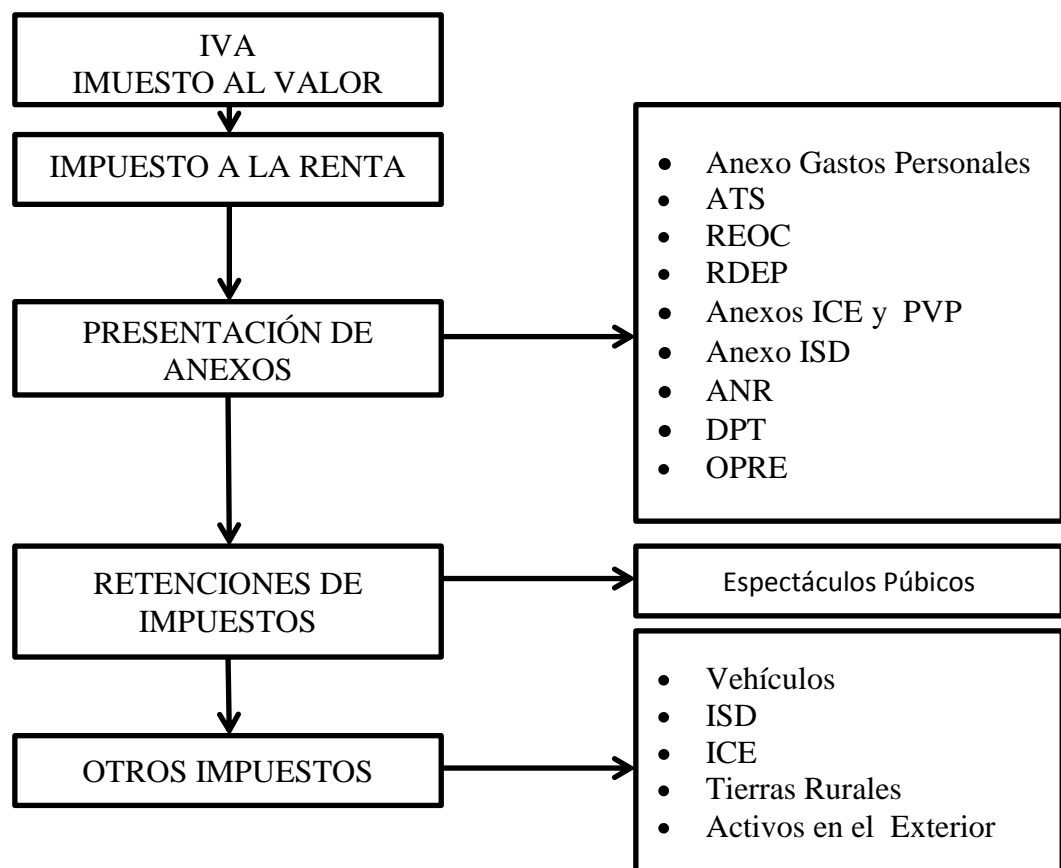 IVA
IMUESTO AL VALOR
IMPUESTO A LA RENTA
PRESENTACIÓN DE
ANEXOS
• Anexo Gastos Personales
• ATS
• REOC
• RDEP
• Anexos ICE y PVP
• Anexo ISD
• ANR
• DPT
• OPRE
RETENCIONES DE
IMPUESTOS
Espectáculos Púbicos
OTROS IMPUESTOS
• Vehículos
• ISD
• ICE
• Tierras Rurales
• Activos en el Exterior